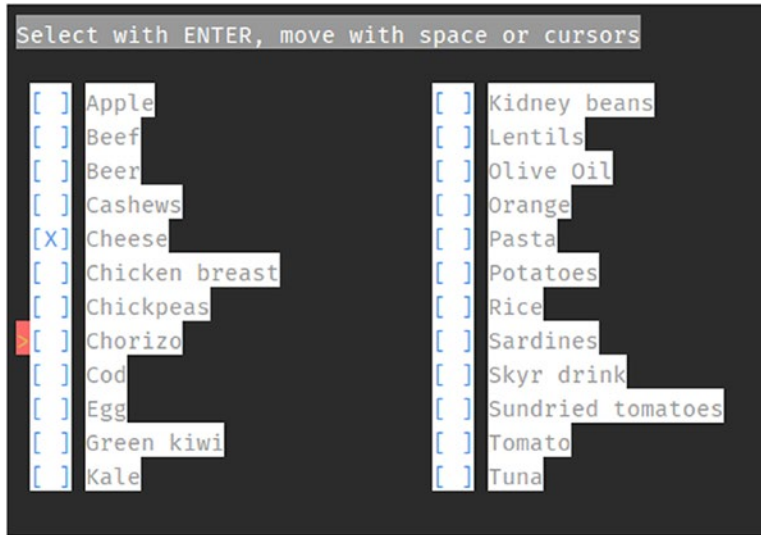 Select with ENTER, move with space or cursors
[ ] Apple [ ] Kidney beans
[ ] Beef [ ] Lentils
[ ] Beer [ ] Olive Oil
[ ] Cashews [ ] Orange
[X] Cheese [ ] Pasta
[ ] Chicken breast [ ] Potatoes
[ ] Chickpeas [ ] Rice
>[ ] Chorizo [ ] Sardines
[ ] Cod [ ] Skyr drink
[ ] Egg [ ] Sundried tomatoes
[ ] Green kiwi [ ] Tomato
[ ] Kale [ ] Tuna